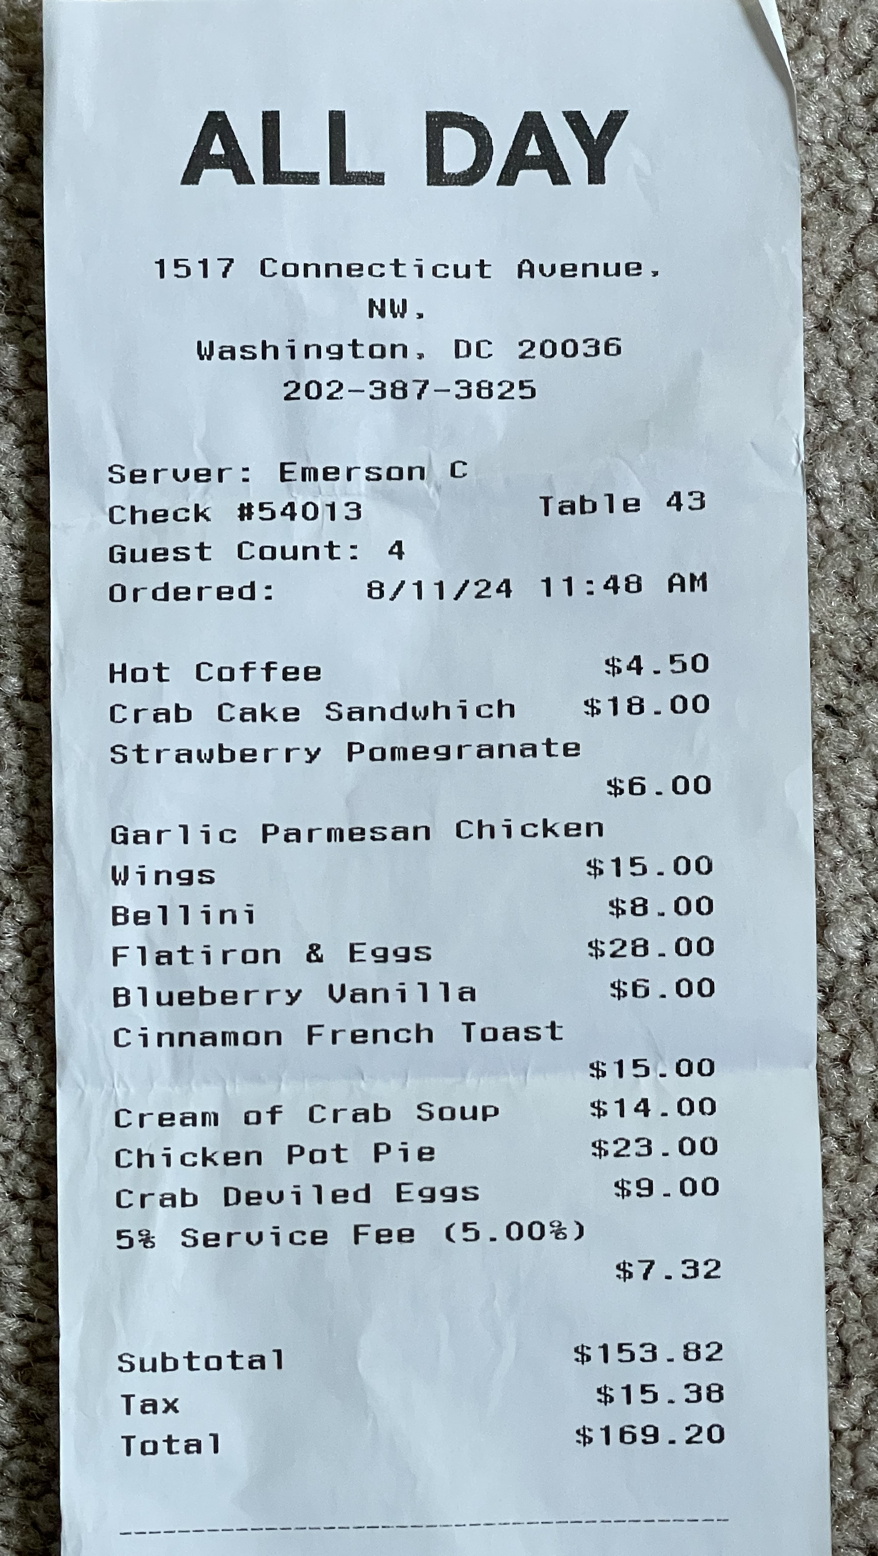 ALL DAY
1517 Connecticut Avenue,
NW,
Washington, DC 20036
202-387-3825
Server: Emerson C
Check #54013 Table 43
Guest Count: 4
Ordered: 8/11/24 11:48 AM
Hot Coffee $4.50
Crab Cake Sandwhich $18.00
Strawberry Pomegranate
$6.00
Garlic Parmesan Chicken
Wings $15.00
Bellini $8.00
Flatiron & Eggs $28.00
Blueberry Vanilla $6.00
Cinnamon French Toast
$15.00
Cream of Crab Soup $14.00
Chicken Pot Pie $23.00
Crab Deviled Eggs $9.00
5% Service Fee (5.00%)
$7.32
Subtotal $153.82
Tax $15.38
Total $169.20